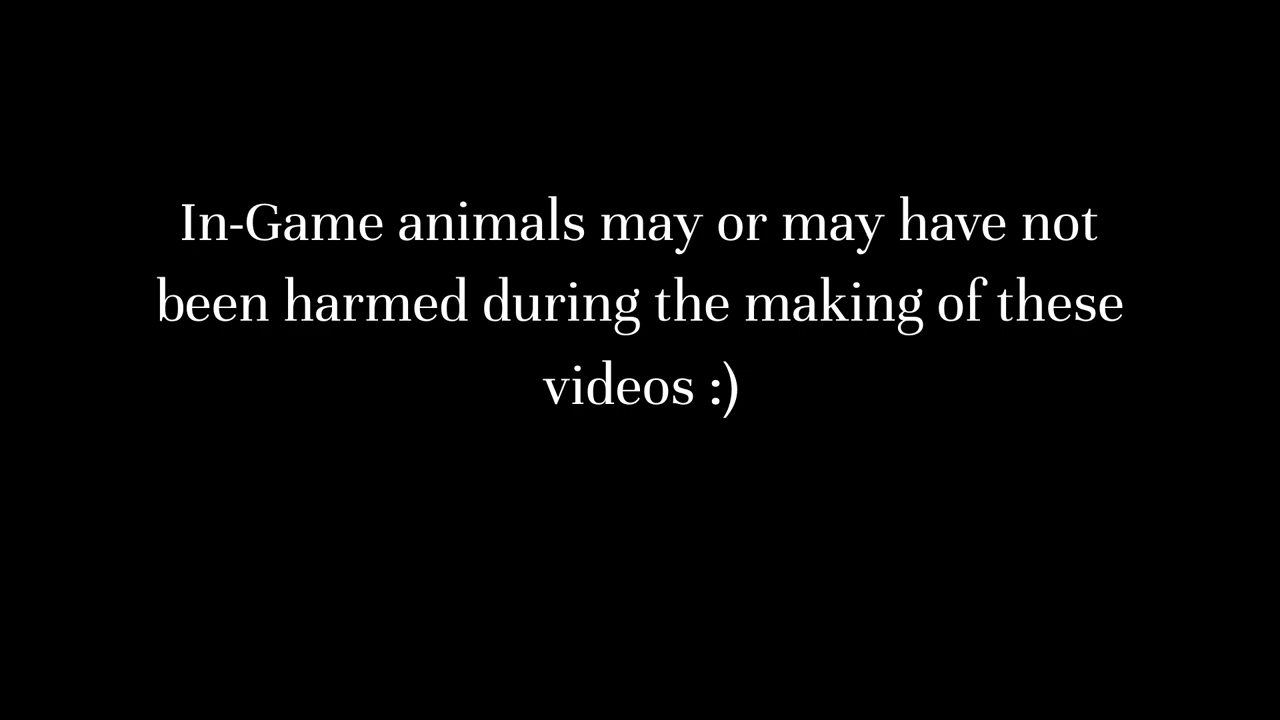 In-Game animals may or may have not
been harmed during the making of these
videos :)